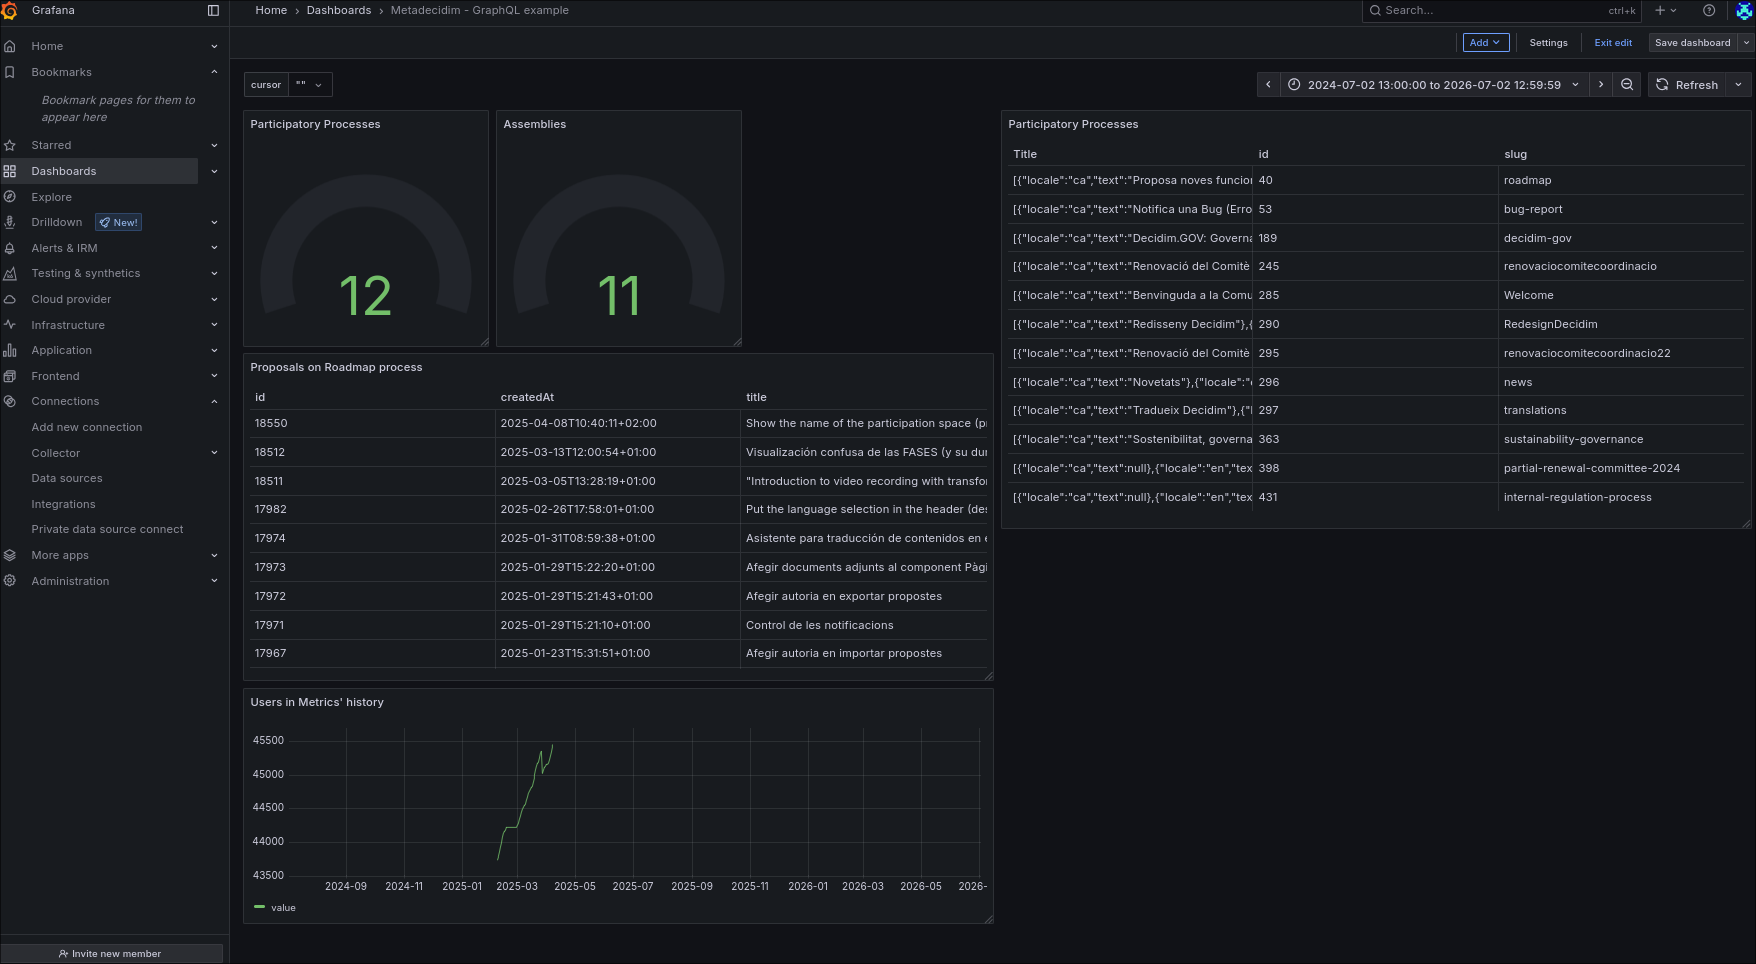 Grafana
Home › Dashboards › Metadecidim - GraphQL example
Search... ctrl+k
Add Settings Exit edit Save dashboard
Home
Bookmarks
Bookmark pages for them to
appear here
Starred
Dashboards
Explore
Drilldown New!
Alerts & IRM
Testing & synthetics
Cloud provider
Infrastructure
Application
Frontend
Connections
Add new connection
Collector
Data sources
Integrations
Private data source connect
More apps
Administration
Invite new member
cursor ""
2024-07-02 13:00:00 to 2026-07-02 12:59:59
Refresh
Participatory Processes
12
Assemblies
11
Proposals on Roadmap process
id createdAt title
18550 2025-04-08T10:40:11+02:00 Show the name of the participation space (p
18512 2025-03-13T12:00:54+01:00 Visualización confusa de las FASES (y su dur
18511 2025-03-05T13:28:19+01:00 "Introduction to video recording with transfor
17982 2025-02-26T17:58:01+01:00 Put the language selection in the header (des
17974 2025-01-31T08:59:38+01:00 Asistente para traducción de contenidos en e
17973 2025-01-29T15:22:20+01:00 Afegir documents adjunts al component Pàgi
17972 2025-01-29T15:21:43+01:00 Afegir autoria en exportar propostes
17971 2025-01-29T15:21:10+01:00 Control de les notificacions
17967 2025-01-23T15:31:51+01:00 Afegir autoria en importar propostes
Users in Metrics' history
45500
45000
44500
44000
43500
2024-09 2024-11 2025-01 2025-03 2025-05 2025-07 2025-09 2025-11 2026-01 2026-03 2026-05 2026-
value
Participatory Processes
Title id slug
[{"locale":"ca","text":"Proposa noves funcion 40 roadmap
[{"locale":"ca","text":"Notifica una Bug (Erro 53 bug-report
[{"locale":"ca","text":"Decidim.GOV: Governa 189 decidim-gov
[{"locale":"ca","text":"Renovació del Comitè 245 renovaciocomitecoordinacio
[{"locale":"ca","text":"Benvinguda a la Comu 285 Welcome
[{"locale":"ca","text":"Redisseny Decidim"},{ 290 RedesignDecidim
[{"locale":"ca","text":"Renovació del Comitè 295 renovaciocomitecoordinacio22
[{"locale":"ca","text":"Novetats"},{"locale":"e 296 news
[{"locale":"ca","text":"Tradueix Decidim"},{"l 297 translations
[{"locale":"ca","text":"Sostenibilitat, governa 363 sustainability-governance
[{"locale":"ca","text":null},{"locale":"en","tex 398 partial-renewal-committee-2024
[{"locale":"ca","text":null},{"locale":"en","tex 431 internal-regulation-process